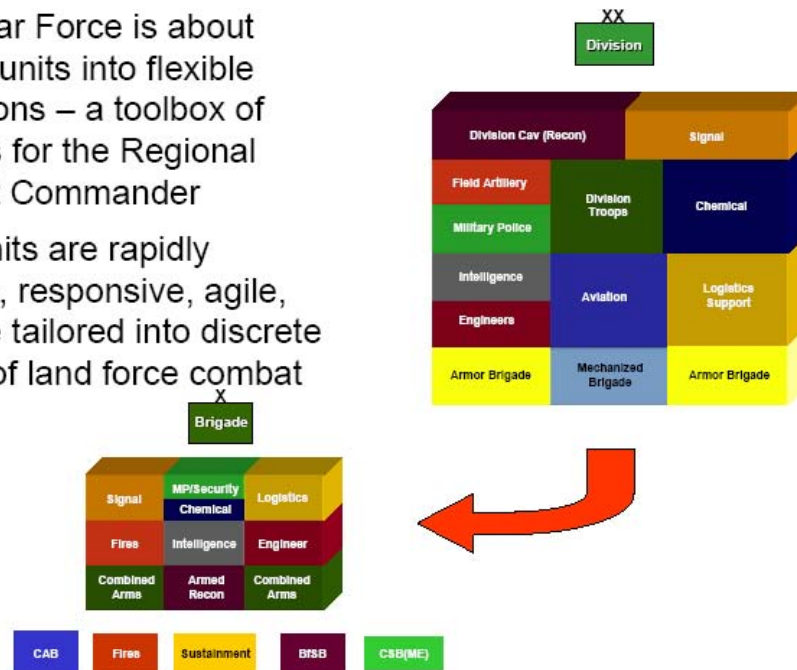 ar Force is about
units into flexible
ons – a toolbox of
s for the Regional
t Commander
nits are rapidly
, responsive, agile,
e tailored into discrete
of land force combat
XX
Division
Division Cav (Recon)
Signal
Field Artillery
Military Police
Division
Troops
Chemical
Intelligence
Engineers
Aviation
Logistics
Support
Armor Brigade
Mechanized
Brigade
Armor Brigade
X
Brigade
Signal
MP/Security
Chemical
Logistics
Fires
Intelligence
Engineer
Combined
Arms
Armed
Recon
Combined
Arms
CAB
Fires
Sustainment
BfSB
CSB(ME)